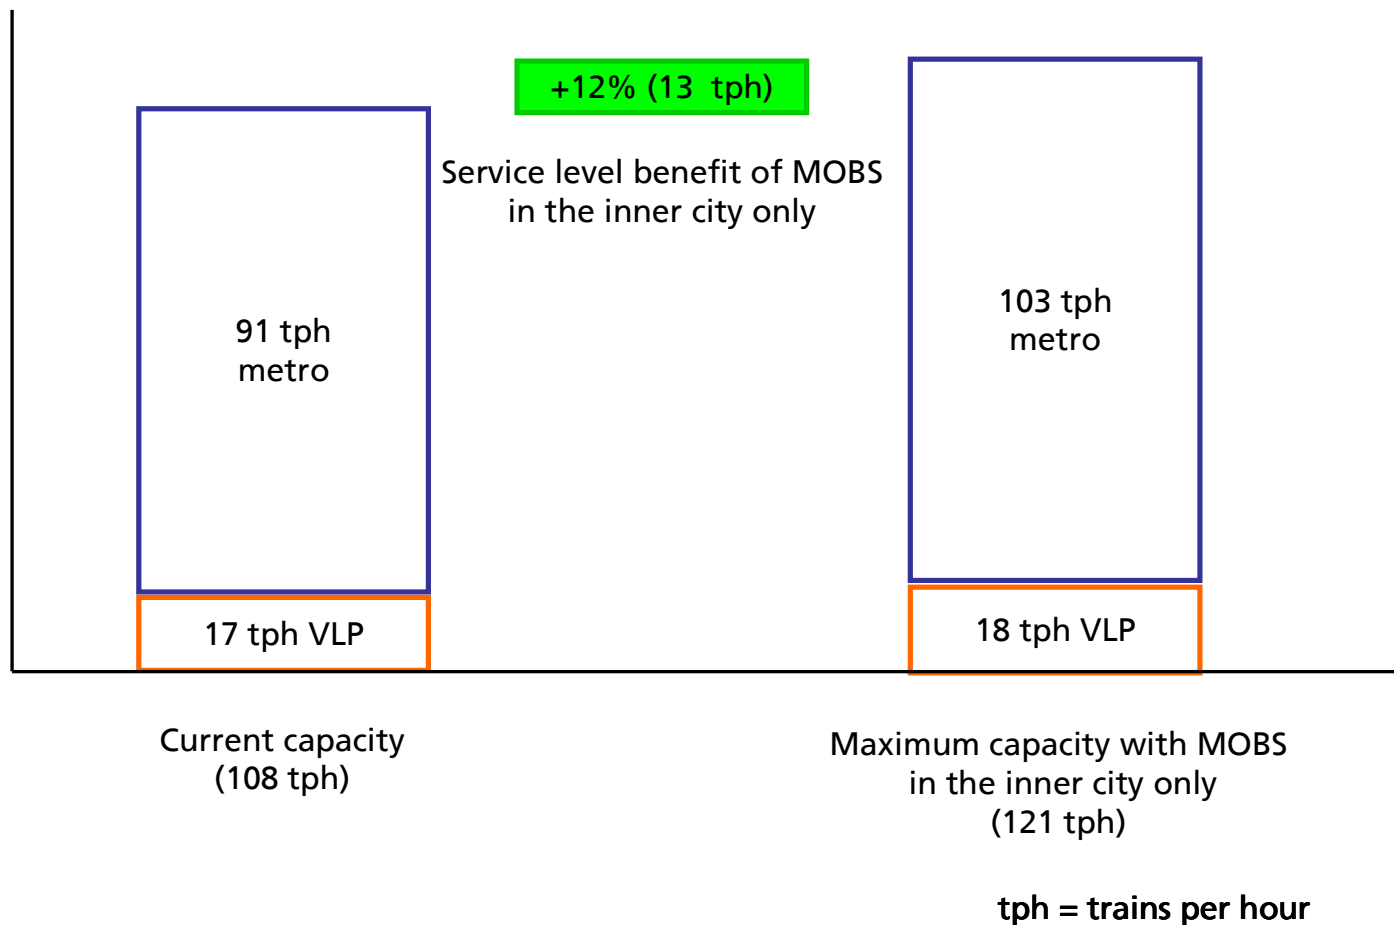 +12% (13 tph)
Service level benefit of MOBS
in the inner city only
91 tph
metro
103 tph
metro
17 tph VLP
18 tph VLP
Current capacity
(108 tph)
Maximum capacity with MOBS
in the inner city only
(121 tph)
tph = trains per hour